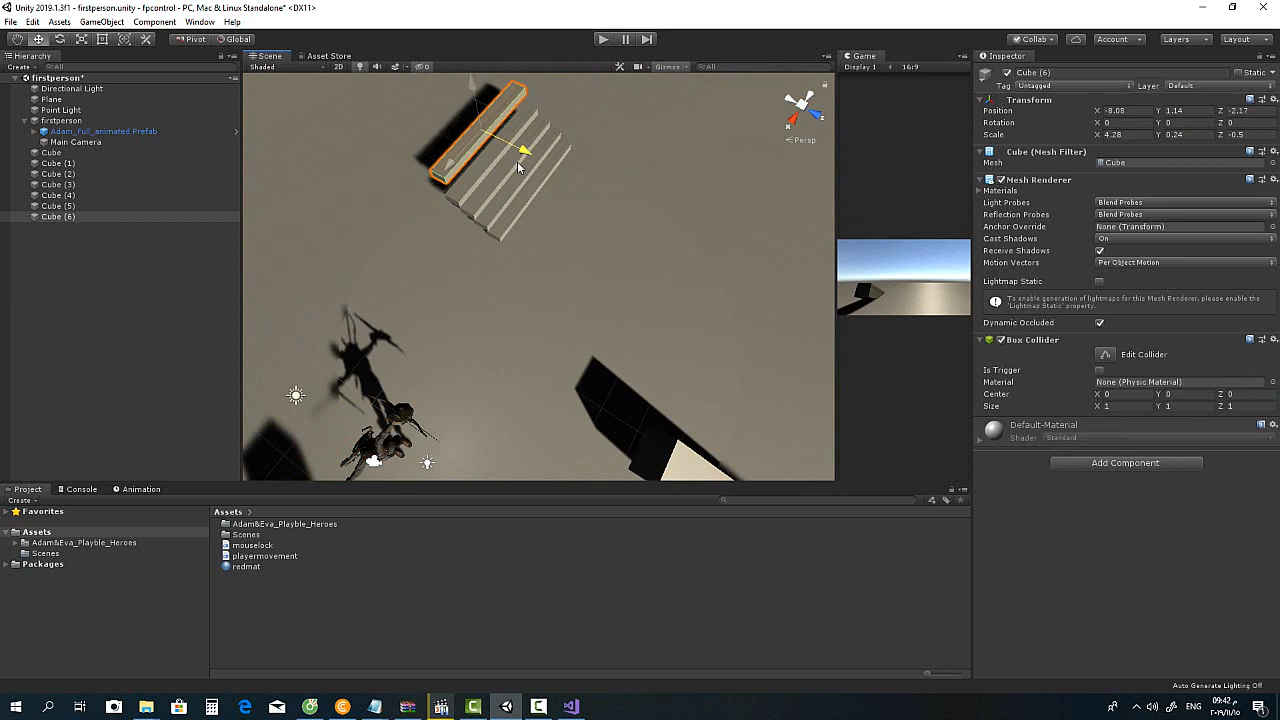 Unity 2019.1.3f1 - firstperson.unity - fpcontrol - PC, Mac & Linux Standalone* <DX11>
File Edit Assets GameObject Component Window Help
Pivot Global Collab Account Layers Layout
Hierarchy Scene Asset Store Game Inspector
Create All Shaded 2D 0 Gizmos All Display 1 16:9
Cube (6) Static
Tag Untagged Layer Default
firstperson*
Directional Light
Plane
Point Light
firstperson
Adam_Full_animated Prefab
Main Camera
Cube
Cube (1)
Cube (2)
Cube (3)
Cube (4)
Cube (5)
Cube (6)
x z
Persp
Transform
Position X -8.08 Y 1.14 Z -2.17
Rotation X 0 Y 0 Z 0
Scale X 4.28 Y 0.24 Z -0.5
Cube (Mesh Filter)
Mesh Cube
Mesh Renderer
Materials
Light Probes Blend Probes
Reflection Probes Blend Probes
Anchor Override None (Transform)
Cast Shadows On
Receive Shadows
Motion Vectors Per Object Motion
Lightmap Static
To enable generation of lightmaps for this Mesh Renderer, please enable the
'Lightmap Static' property.
Dynamic Occluded
Box Collider
Edit Collider
Is Trigger
Material None (Physic Material)
Center X 0 Y 0 Z 0
Size X 1 Y 1 Z 1
Default-Material
Shader Standard
Add Component
Project Console Animation
Create
Favorites
Assets
Adam&Eva_Playble_Heroes
Scenes
Packages
Assets
Adam&Eva_Playble_Heroes
Scenes
mouselock
playermovement
redmat
Auto Generate Lighting Off
ENG